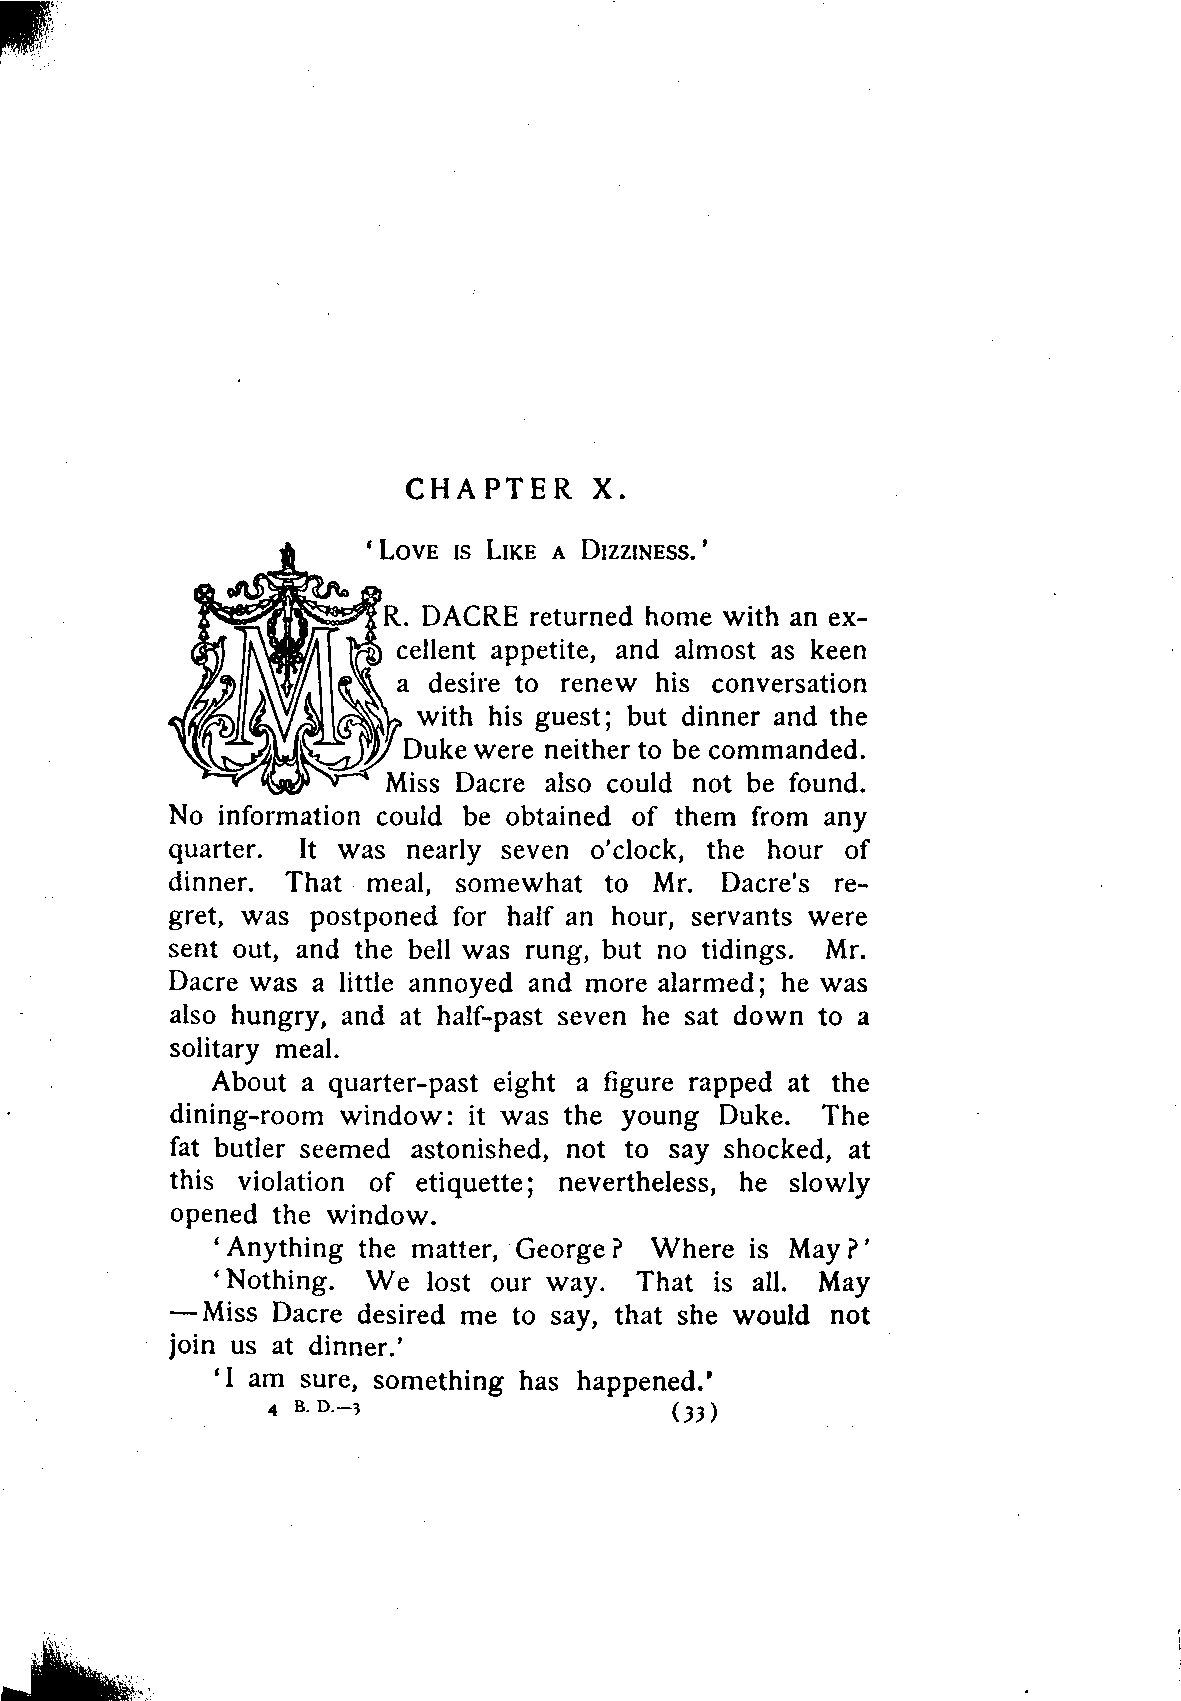 CHAPTER X.
‘LOVE IS LIKE A DIZZINESS.’
MR. DACRE returned home with an ex-
cellent appetite, and almost as keen
a desire to renew his conversation
with his guest; but dinner and the
Duke were neither to be commanded.
Miss Dacre also could not be found.
No information could be obtained of them from any
quarter. It was nearly seven o'clock, the hour of
dinner. That meal, somewhat to Mr. Dacre's re-
gret, was postponed for half an hour, servants were
sent out, and the bell was rung, but no tidings. Mr.
Dacre was a little annoyed and more alarmed; he was
also hungry, and at half-past seven he sat down to a
solitary meal.
About a quarter-past eight a figure rapped at the
dining-room window: it was the young Duke. The
fat butler seemed astonished, not to say shocked, at
this violation of etiquette; nevertheless, he slowly
opened the window.
‘Anything the matter, George? Where is May?’
‘Nothing. We lost our way. That is all. May
—Miss Dacre desired me to say, that she would not
join us at dinner.’
‘I am sure, something has happened.’
4 B. D.—3 (33)